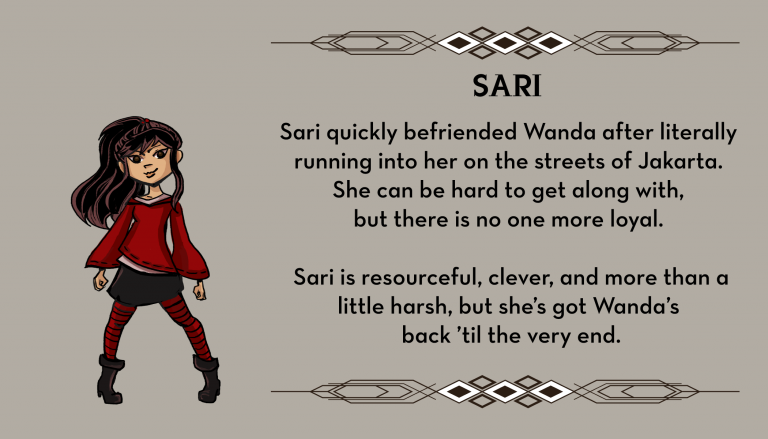 SARI
Sari quickly befriended Wanda after literally
running into her on the streets of Jakarta.
She can be hard to get along with,
but there is no one more loyal.
Sari is resourceful, clever, and more than a
little harsh, but she’s got Wanda’s
back ’til the very end.